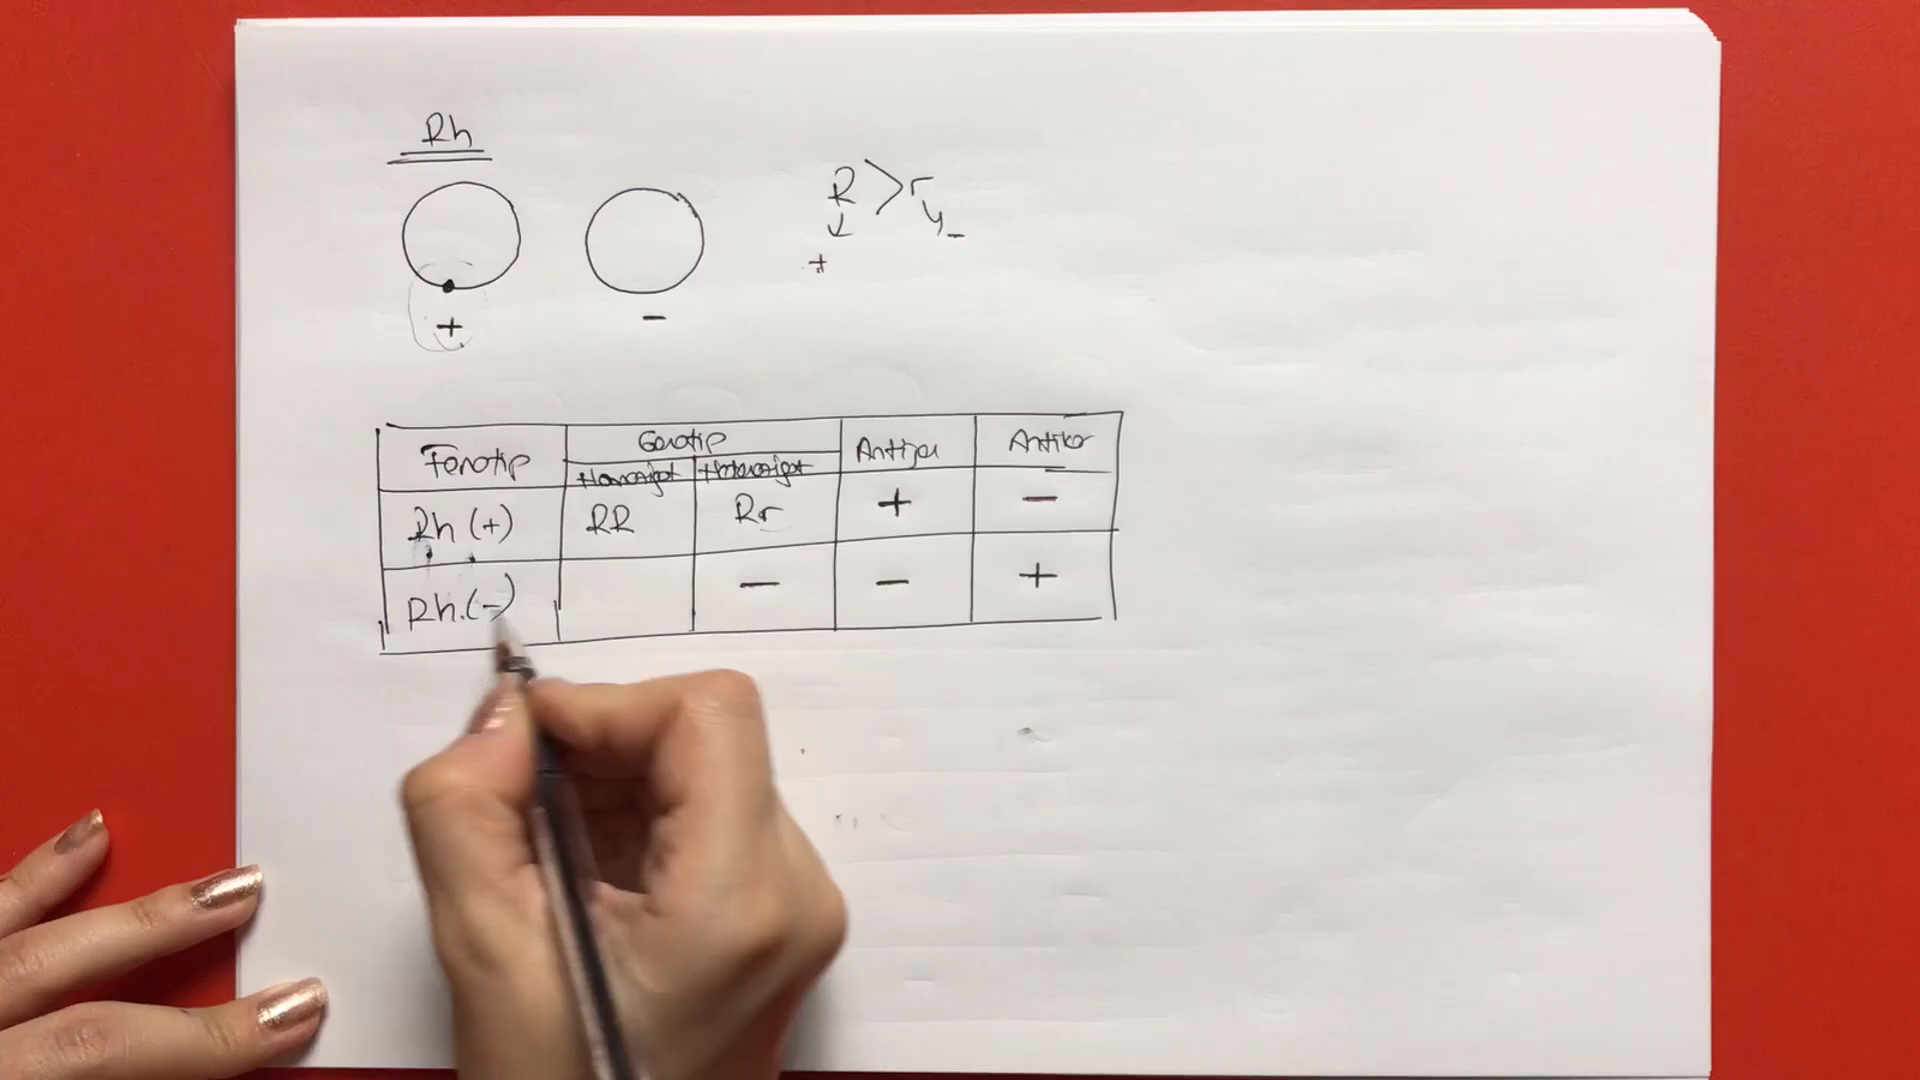 Rh
R > r
+ -
+ -
Fenotip Genotip Antijen Antikor
Homozigot Heterozigot
Rh (+) RR Rr + -
Rh (-) - - +